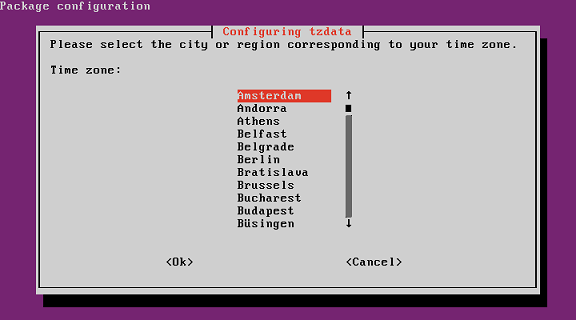 Package configuration
Configuring tzdata
Please select the city or region corresponding to your time zone.
Time zone:
Amsterdam
Andorra
Athens
Belfast
Belgrade
Berlin
Bratislava
Brussels
Bucharest
Budapest
Büsingen
<Ok> <Cancel>